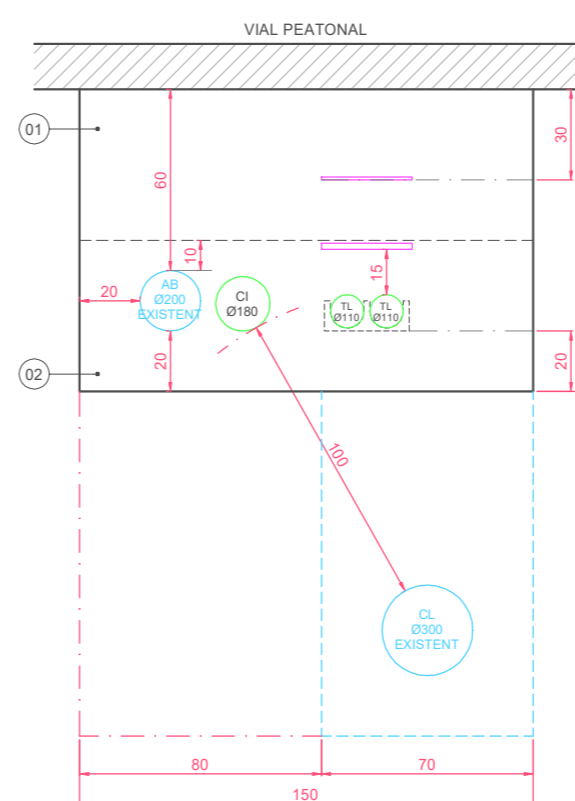 VIAL PEATONAL
01
60
30
10
20
AB
Ø200
EXISTENT
CI
Ø180
15
TL
Ø110
TL
Ø110
02
20
20
100
CL
Ø300
EXISTENT
80
70
150